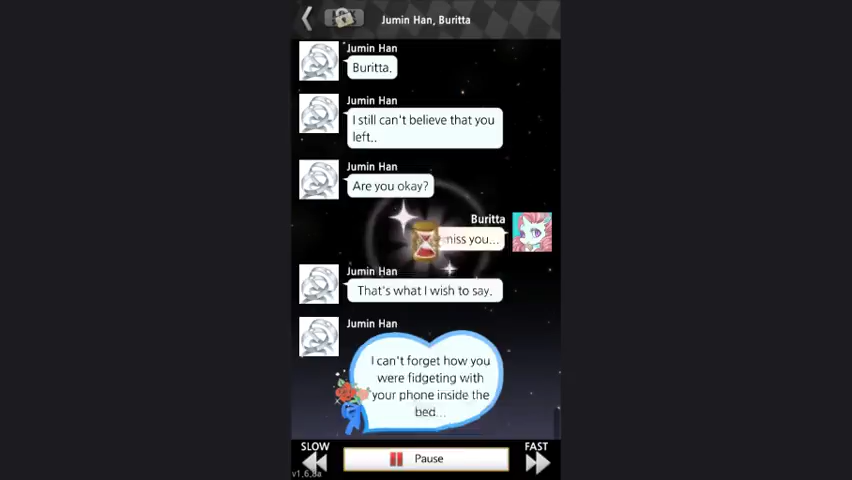 Jumin Han, Buritta
Jumin Han
Buritta.
Jumin Han
I still can't believe that you
left..
Jumin Han
Are you okay?
Buritta
miss you...
Jumin Han
That's what I wish to say.
Jumin Han
I can't forget how you
were fidgeting with
your phone inside the
bed...
SLOW
Pause
FAST